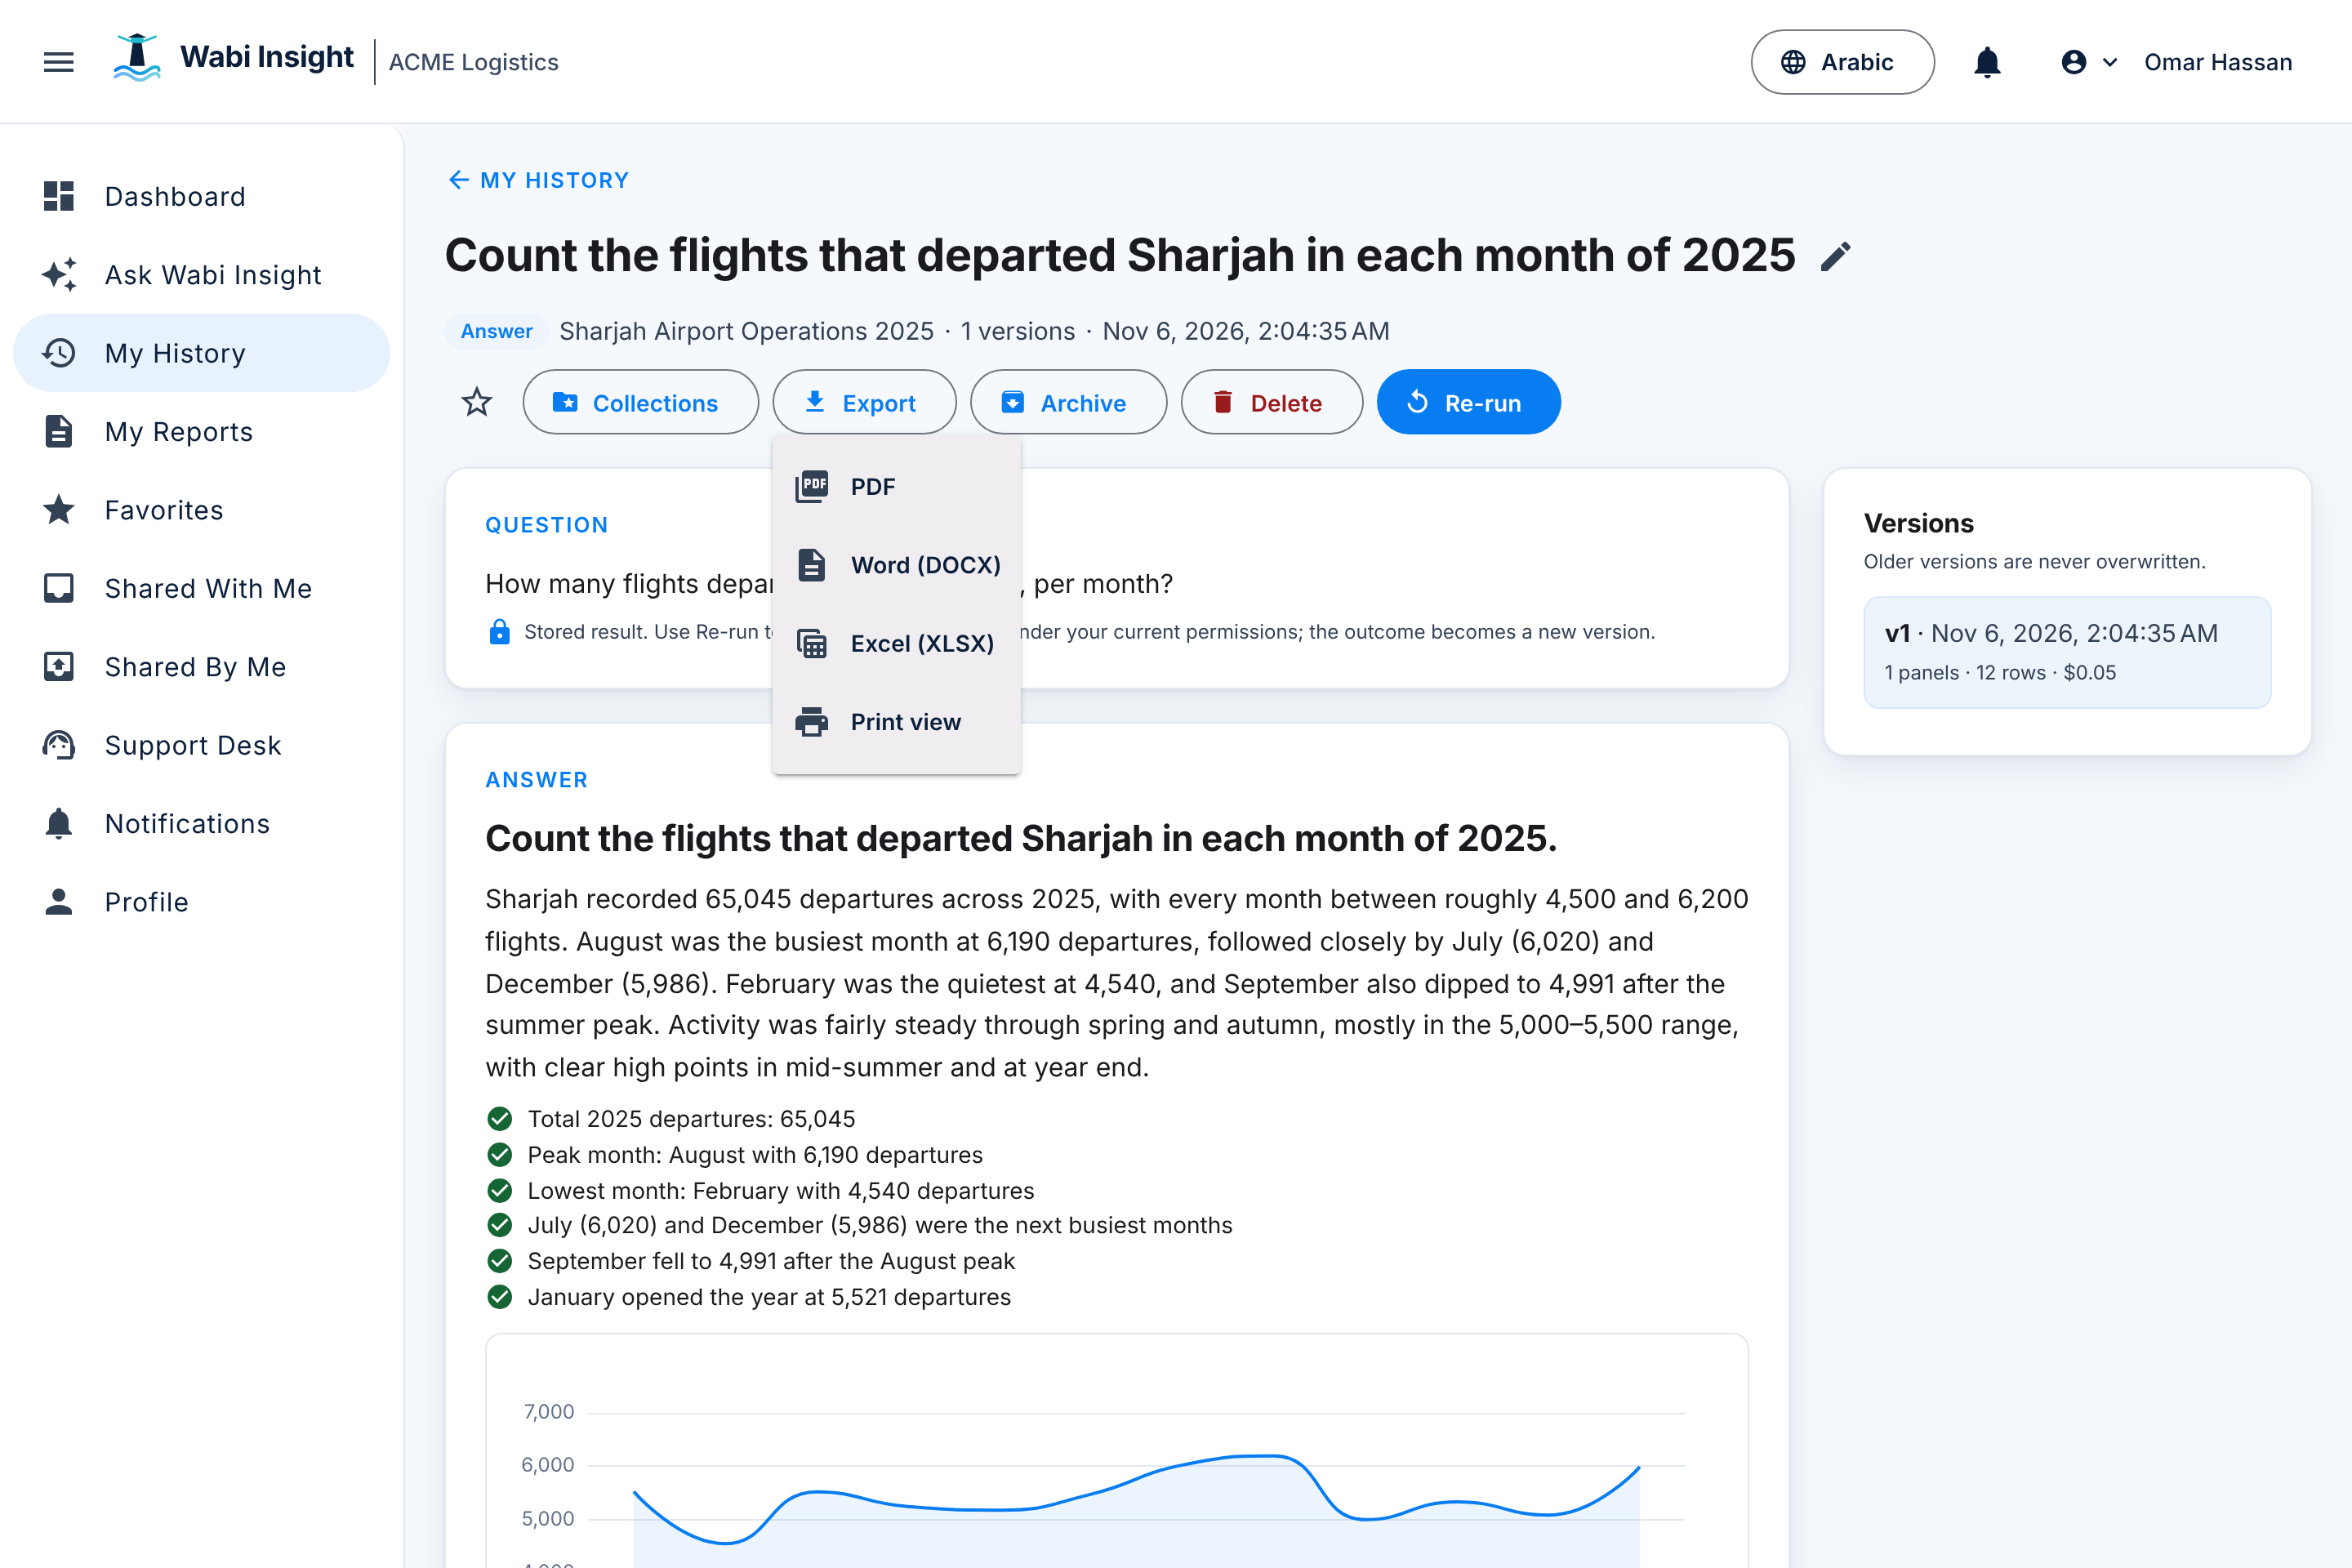 Wabi Insight
ACME Logistics
Arabic
Omar Hassan
Dashboard
Ask Wabi Insight
My History
My Reports
Favorites
Shared With Me
Shared By Me
Support Desk
Notifications
Profile
MY HISTORY
Count the flights that departed Sharjah in each month of 2025
Answer Sharjah Airport Operations 2025 · 1 versions · Nov 6, 2026, 2:04:35 AM
Collections
Export
Archive
Delete
Re-run
PDF
Word (DOCX)
Excel (XLSX)
Print view
QUESTION
How many flights , per month?
Stored result. Use Re-run your current permissions; the outcome becomes a new version.
Versions
Older versions are never overwritten.
v1 · Nov 6, 2026, 2:04:35 AM
1 panels · 12 rows · $0.05
ANSWER
Count the flights that departed Sharjah in each month of 2025.
Sharjah recorded 65,045 departures across 2025, with every month between roughly 4,500 and 6,200
flights. August was the busiest month at 6,190 departures, followed closely by July (6,020) and
December (5,986). February was the quietest at 4,540, and September also dipped to 4,991 after the
summer peak. Activity was fairly steady through spring and autumn, mostly in the 5,000–5,500 range,
with clear high points in mid-summer and at year end.
Total 2025 departures: 65,045
Peak month: August with 6,190 departures
Lowest month: February with 4,540 departures
July (6,020) and December (5,986) were the next busiest months
September fell to 4,991 after the August peak
January opened the year at 5,521 departures
7,000
6,000
5,000